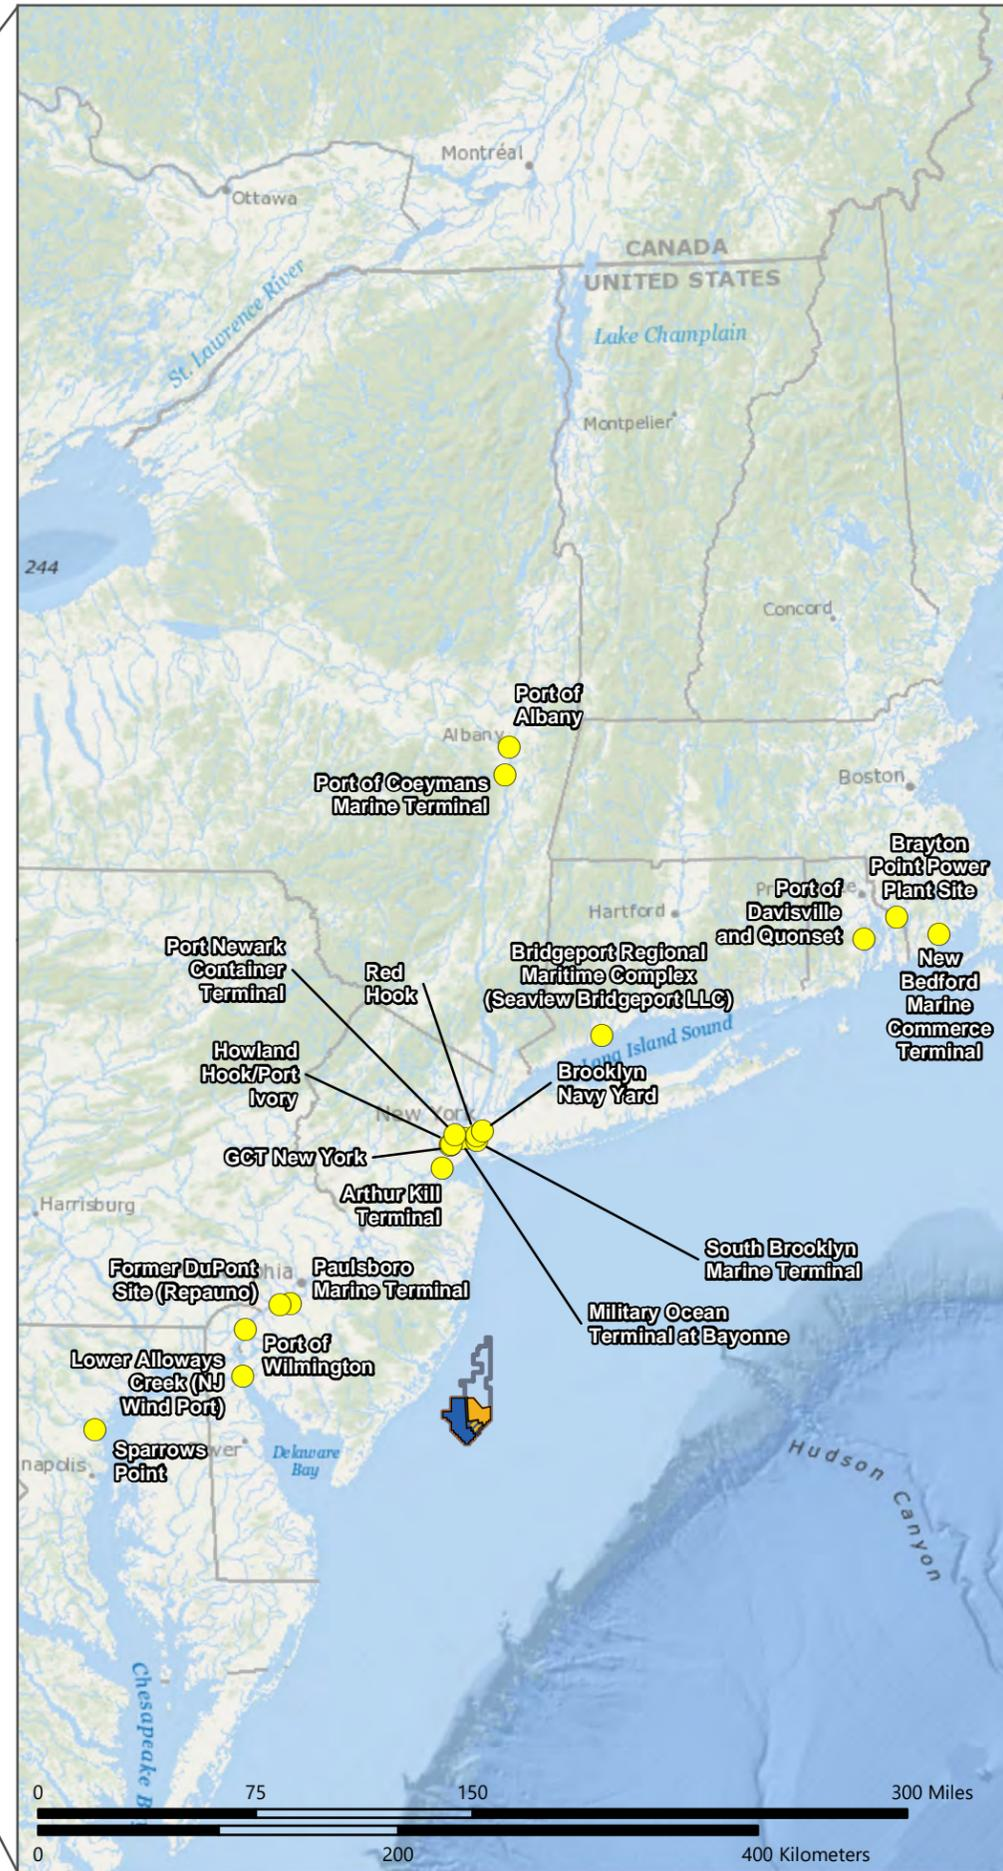 Montréal
Ottawa
CANADA
UNITED STATES
St. Lawrence River
Lake Champlain
Montpelier
244
Concord
Port of
Albany
Albany
Port of Coeymans
Marine Terminal
Boston
Brayton
Point Power
Plant Site
Port of
Davisville
and Quonset
Hartford
New
Bedford
Marine
Commerce
Terminal
Port Newark
Container
Terminal
Red
Hook
Bridgeport Regional
Maritime Complex
(Seaview Bridgeport LLC)
Long Island Sound
Howland
Hook/Port
Ivory
Brooklyn
Navy Yard
New York
GCT New York
Arthur Kill
Terminal
Harrisburg
South Brooklyn
Marine Terminal
Former DuPont
Site (Repauno)
Paulsboro
Marine Terminal
Military Ocean
Terminal at Bayonne
Port of
Wilmington
Lower Alloways
Creek (NJ
Wind Port)
Sparrows
Point
napolis
Delaware
Bay
Hudson Canyon
Chesapeake B
0 75 150 300 Miles
0 200 400 Kilometers